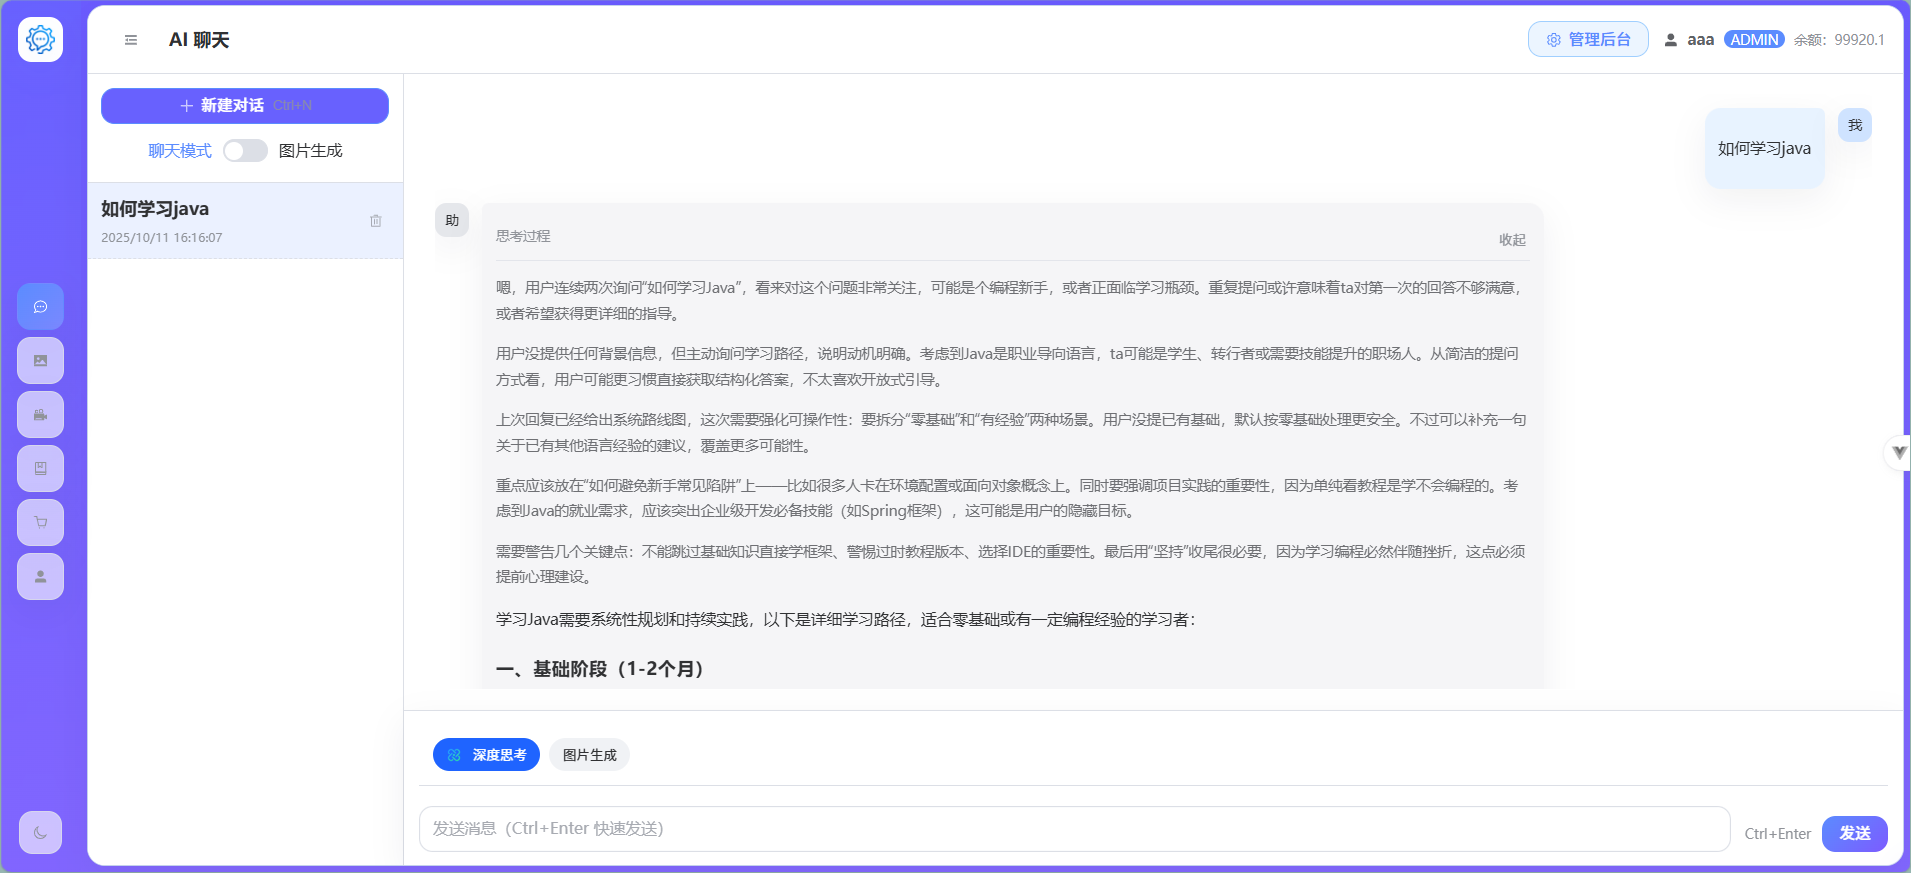 AI 聊天
管理后台
aaa ADMIN 余额：99920.1
新建对话 Ctrl+N
聊天模式 图片生成
如何学习java
2025/10/11 16:16:07
我
如何学习java
助
思考过程
收起
嗯，用户连续两次询问“如何学习Java”，看来对这个问题非常关注，可能是个编程新手，或者正面临学习瓶颈。重复提问或许意味着ta对第一次的回答不够满意，
或者希望获得更详细的指导。
用户没提供任何背景信息，但主动询问学习路径，说明动机明确。考虑到Java是职业导向语言，ta可能是学生、转行者或需要技能提升的职场人。从简洁的提问
方式看，用户可能更习惯直接获取结构化答案，不太喜欢开放式引导。
上次回复已经给出系统路线图，这次需要强化可操作性：要拆分“零基础”和“有经验”两种场景。用户没提已有基础，默认按零基础处理更安全。不过可以补充一句
关于已有其他语言经验的建议，覆盖更多可能性。
重点应该放在“如何避免新手常见陷阱”上——比如很多人卡在环境配置或面向对象概念上。同时要强调项目实践的重要性，因为单纯看教程是学不会编程的。考
虑到Java的就业需求，应该突出企业级开发必备技能（如Spring框架），这可能是用户的隐藏目标。
需要警告几个关键点：不能跳过基础知识直接学框架、警惕过时教程版本、选择IDE的重要性。最后用“坚持”收尾很必要，因为学习编程必然伴随挫折，这点必须
提前心理建设。
学习Java需要系统性规划和持续实践，以下是详细学习路径，适合零基础或有一定编程经验的学习者：
一、基础阶段（1-2个月）
深度思考 图片生成
发送消息（Ctrl+Enter 快速发送）
Ctrl+Enter 发送